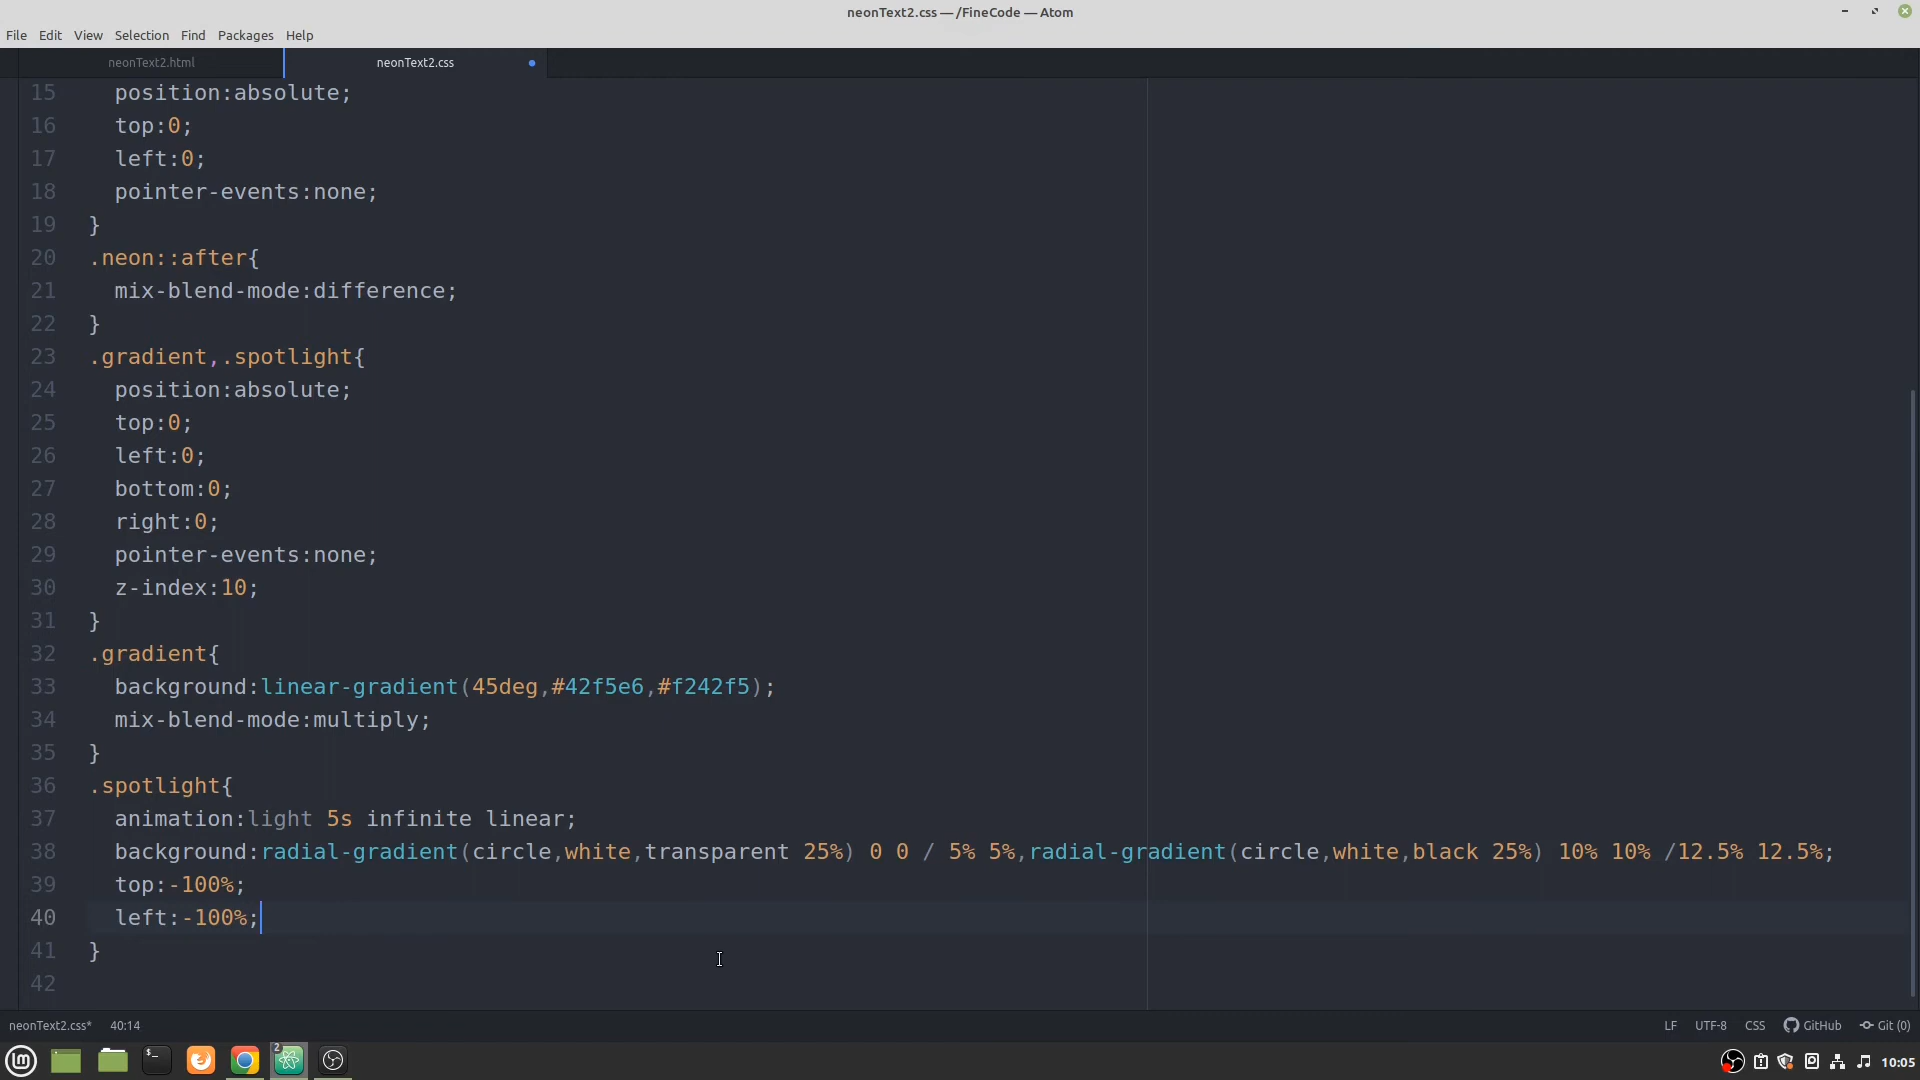 neonText2.css — /FineCode — Atom
File Edit View Selection Find Packages Help
neonText2.html neonText2.css
15 position:absolute;
16 top:0;
17 left:0;
18 pointer-events:none;
19 }
20 .neon::after{
21 mix-blend-mode:difference;
22 }
23 .gradient,.spotlight{
24 position:absolute;
25 top:0;
26 left:0;
27 bottom:0;
28 right:0;
29 pointer-events:none;
30 z-index:10;
31 }
32 .gradient{
33 background:linear-gradient(45deg,#42f5e6,#f242f5);
34 mix-blend-mode:multiply;
35 }
36 .spotlight{
37 animation:light 5s infinite linear;
38 background:radial-gradient(circle,white,transparent 25%) 0 0 / 5% 5%,radial-gradient(circle,white,black 25%) 10% 10% /12.5% 12.5%;
39 top:-100%;
40 left:-100%;
41 }
42
neonText2.css* 40:14 LF UTF-8 CSS GitHub Git (0)
2
10:05